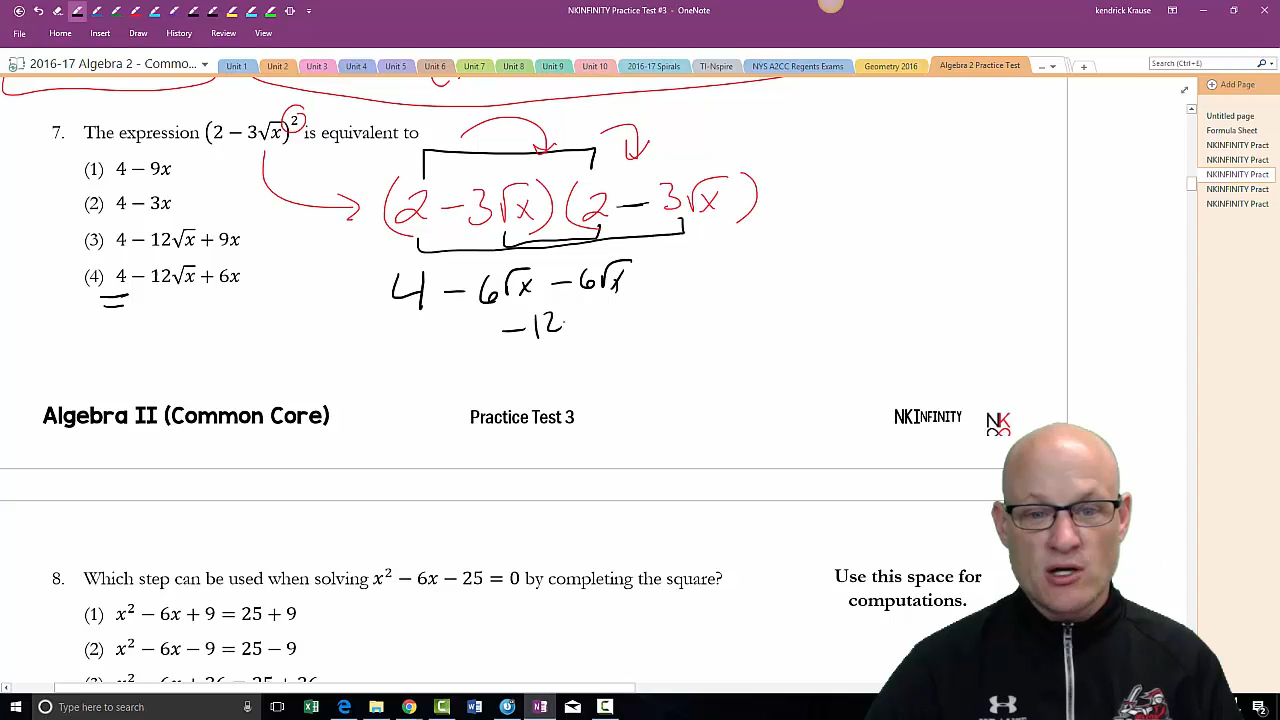 NKINFINITY Practice Test #3 - OneNote
kendrick Krause
File Home Insert Draw History Review View
2016-17 Algebra 2 - Commo... Unit 1 Unit 2 Unit 3 Unit 4 Unit 5 Unit 6 Unit 7 Unit 8 Unit 9 Unit 10 2016-17 Spirals TI-Nspire NYS A2CC Regents Exams Geometry 2016 Algebra 2 Practice Test
Search (Ctrl+E)
Add Page
Untitled page
Formula Sheet
NKINFINITY Pract
NKINFINITY Pract
NKINFINITY Pract
NKINFINITY Pract
NKINFINITY Pract
7. The expression (2 − 3√x)² is equivalent to
(1) 4 − 9x
(2) 4 − 3x
(3) 4 − 12√x + 9x
(4) 4 − 12√x + 6x
(2 − 3√x)(2 − 3√x)
4 − 6√x − 6√x
−12
Algebra II (Common Core) Practice Test 3 NKINFINITY NK
8. Which step can be used when solving x² − 6x − 25 = 0 by completing the square?
(1) x² − 6x + 9 = 25 + 9
(2) x² − 6x − 9 = 25 − 9
(3) x² − 6x + 36 = 25 + 36
Use this space for
computations.
Type here to search